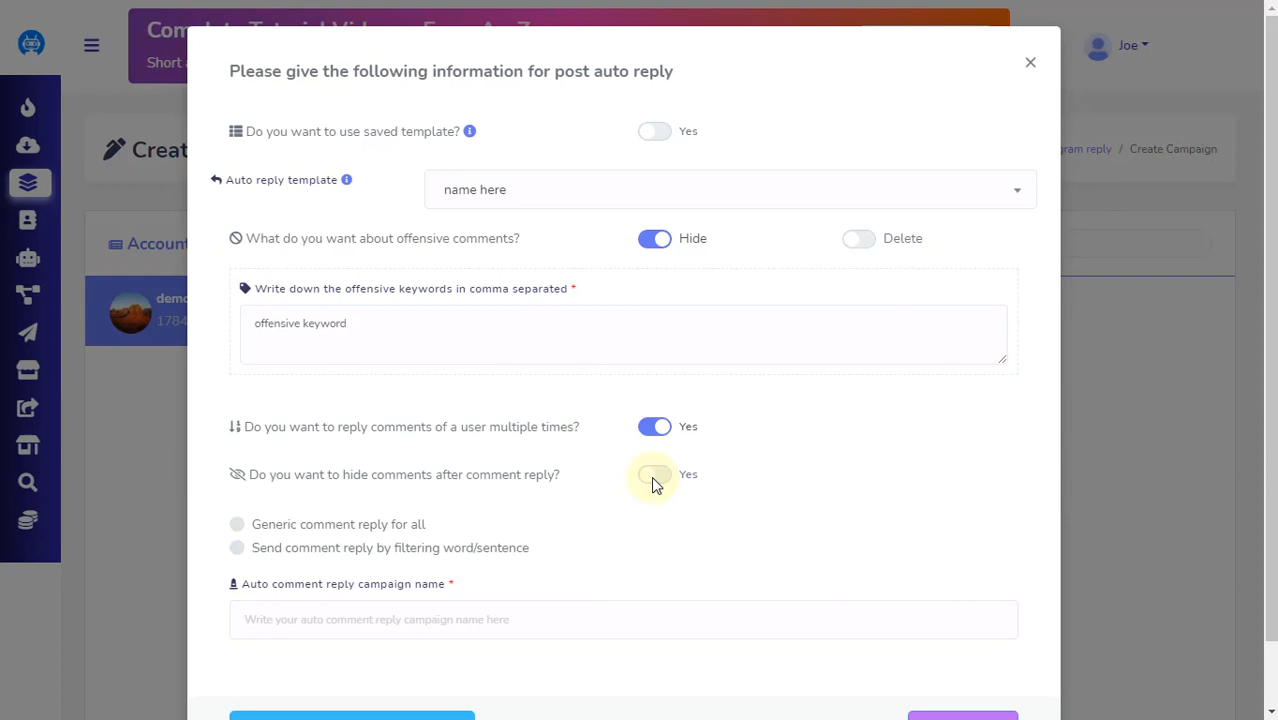 Short
Joe
Please give the following information for post auto reply
Do you want to use saved template?
Yes
Create
gram reply / Create Campaign
Auto reply template
name here
Account
What do you want about offensive comments?
Hide
Delete
Write down the offensive keywords in comma separated *
offensive keyword
demo
1784
Do you want to reply comments of a user multiple times?
Yes
Do you want to hide comments after comment reply?
Yes
Generic comment reply for all
Send comment reply by filtering word/sentence
Auto comment reply campaign name *
Write your auto comment reply campaign name here